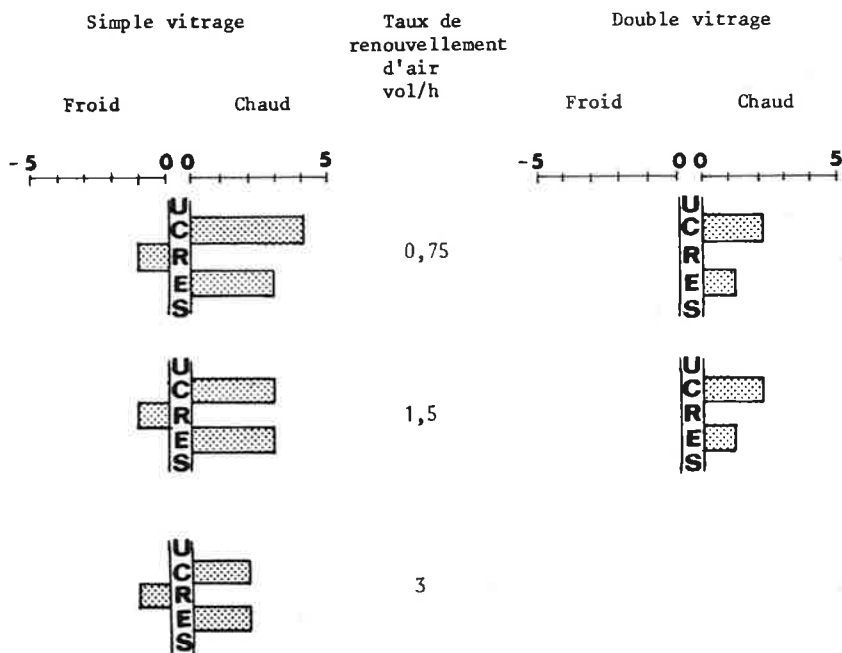 Simple vitrage
Taux de
renouvellement
d'air
vol/h
Double vitrage
Froid
Chaud
Froid
Chaud
-5 0 0 5
-5 0 0 5
U
C
R
E
S
0,75
U
C
R
E
S
U
C
R
E
S
1,5
U
C
R
E
S
U
C
R
E
S
3